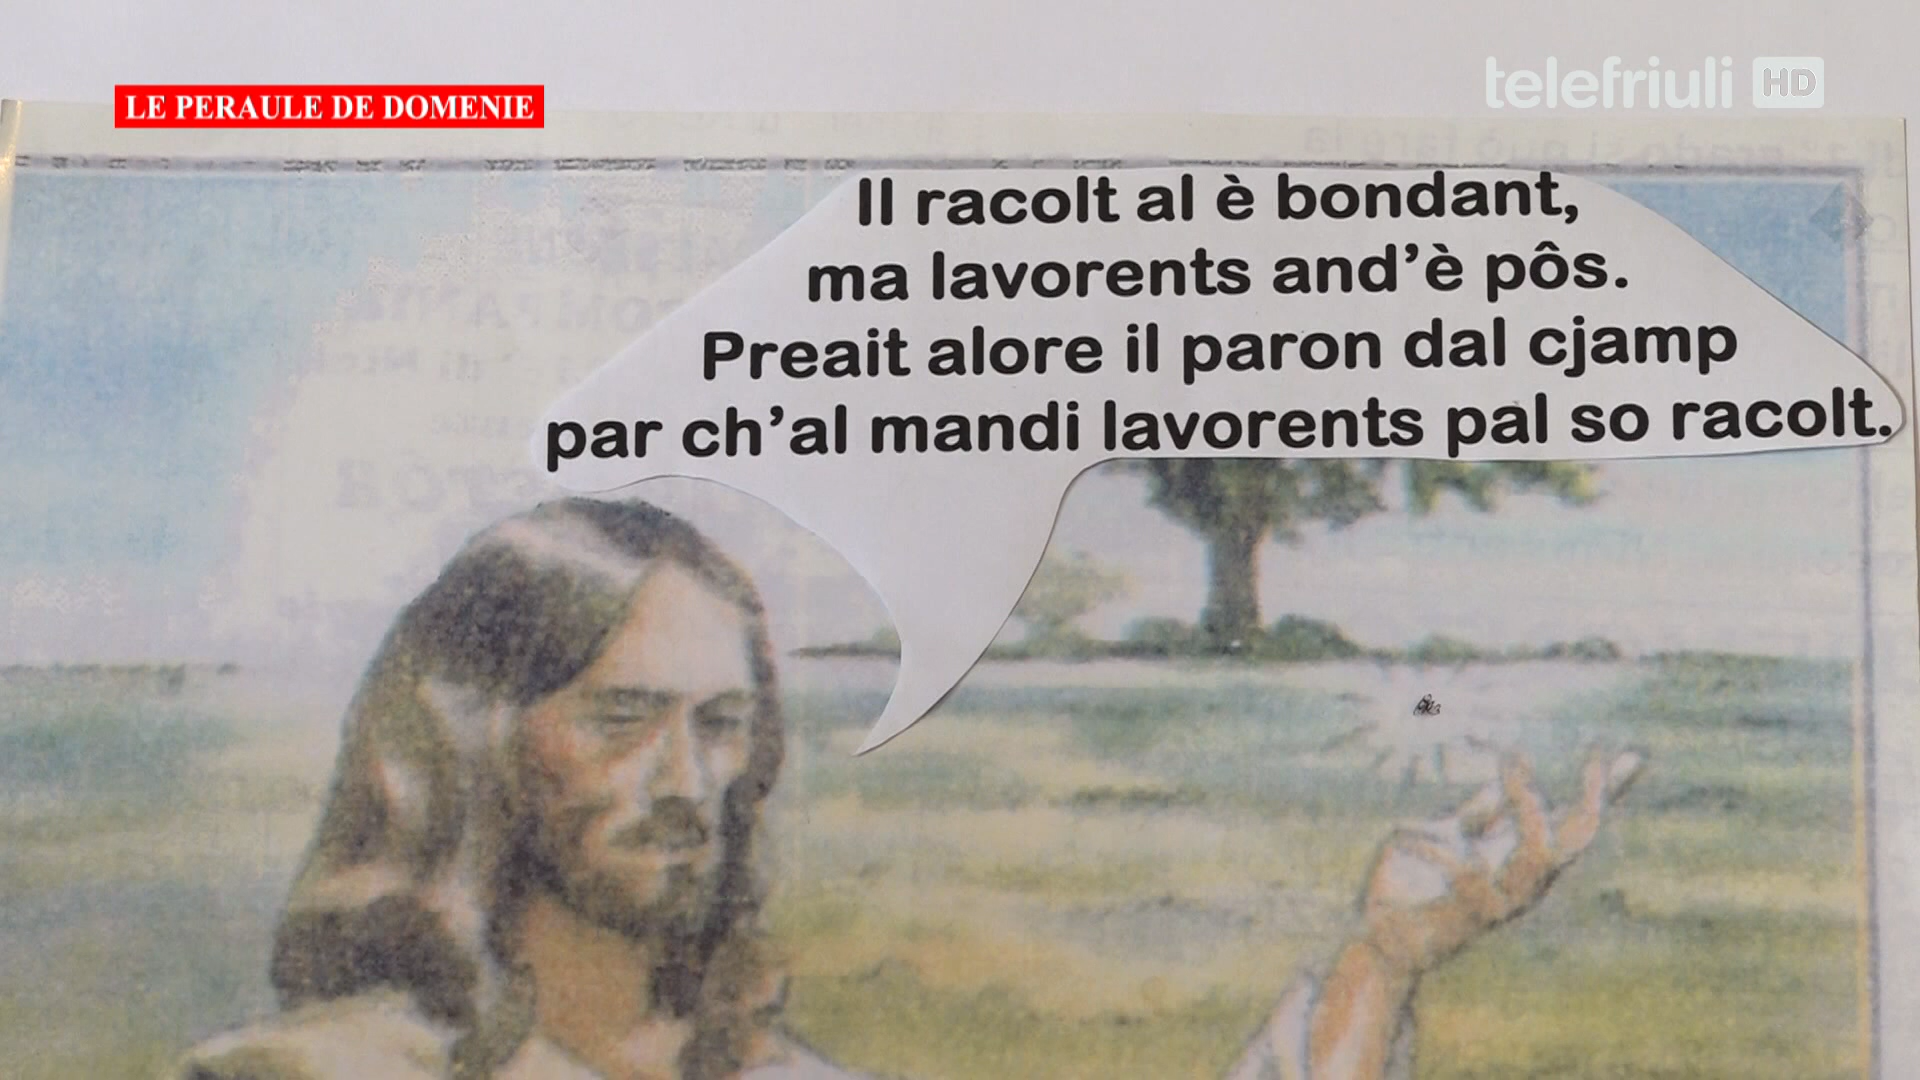 LE PERAULE DE DOMENIE
telefriuli HD
Il racolt al è bondant,
ma lavorents and'è pôs.
Preait alore il paron dal cjamp
par ch'al mandi lavorents pal so racolt.